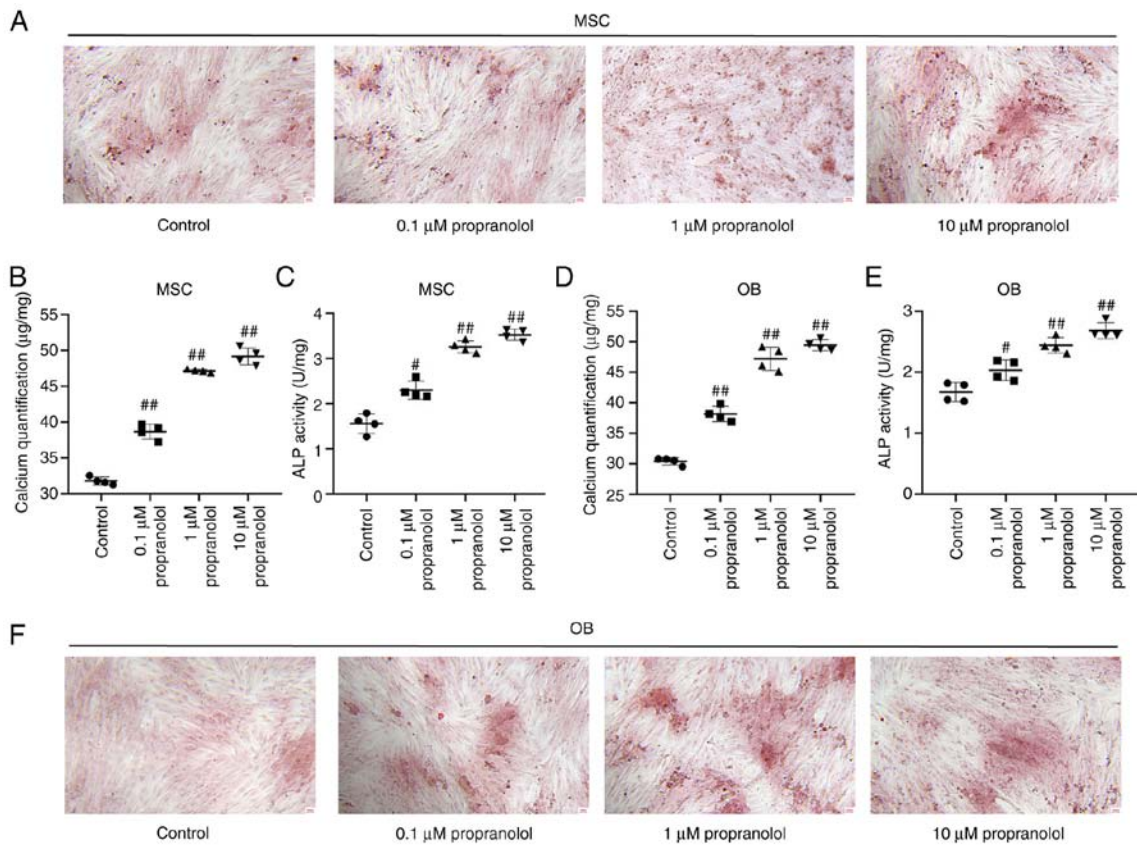 A
MSC
Control
0.1 μM propranolol
1 μM propranolol
10 μM propranolol
B
MSC
Calcium quantification (μg/mg)
55
50
45
40
35
30
##
##
##
Control
0.1 μM
propranolol
1 μM
propranolol
10 μM
propranolol
C
MSC
ALP activity (U/mg)
4
3
2
1
0
#
##
##
Control
0.1 μM
propranolol
1 μM
propranolol
10 μM
propranolol
D
OB
Calcium quantification (μg/mg)
55
50
45
40
35
30
25
##
##
##
Control
0.1 μM
propranolol
1 μM
propranolol
10 μM
propranolol
E
OB
ALP activity (U/mg)
3
2
1
0
#
##
##
Control
0.1 μM
propranolol
1 μM
propranolol
10 μM
propranolol
F
OB
Control
0.1 μM propranolol
1 μM propranolol
10 μM propranolol